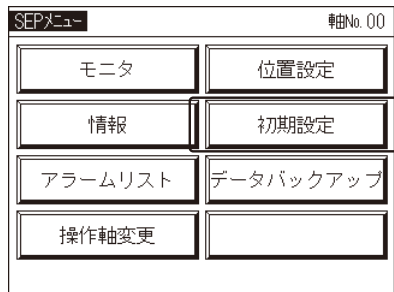 SEPメニュー 軸No. 00
モニタ 位置設定
情報 初期設定
アラームリスト データバックアップ
操作軸変更